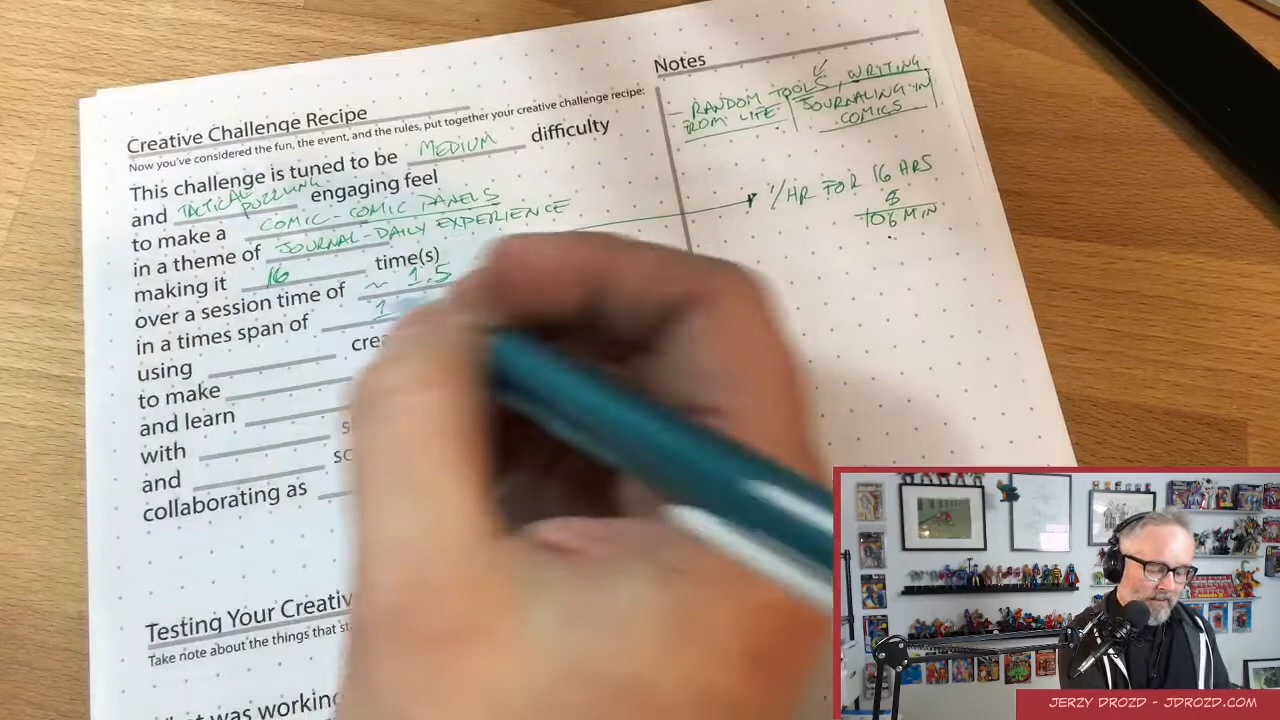 Creative Challenge Recipe
Now you've considered the fun, the event, and the rules, put together your creative challenge recipe:
This challenge is tuned to be MEDIUM difficulty
and TACTICAL PUZZLING engaging feel
to make a COMIC-COMIC PANELS
in a theme of JOURNAL-DAILY EXPERIENCE
making it 16 time(s)
over a session time of ~ 1.5
in a times span of 1
using
to make
and learn
with
and
collaborating as
Testing Your
Take note about the things that
was working
Notes
RANDOM TOOLS, WRITING
FROM LIFE JOURNALING IN
COMICS
1/HR FOR 16 HRS
8
MIN
JERZY DROZD - JDROZD.COM